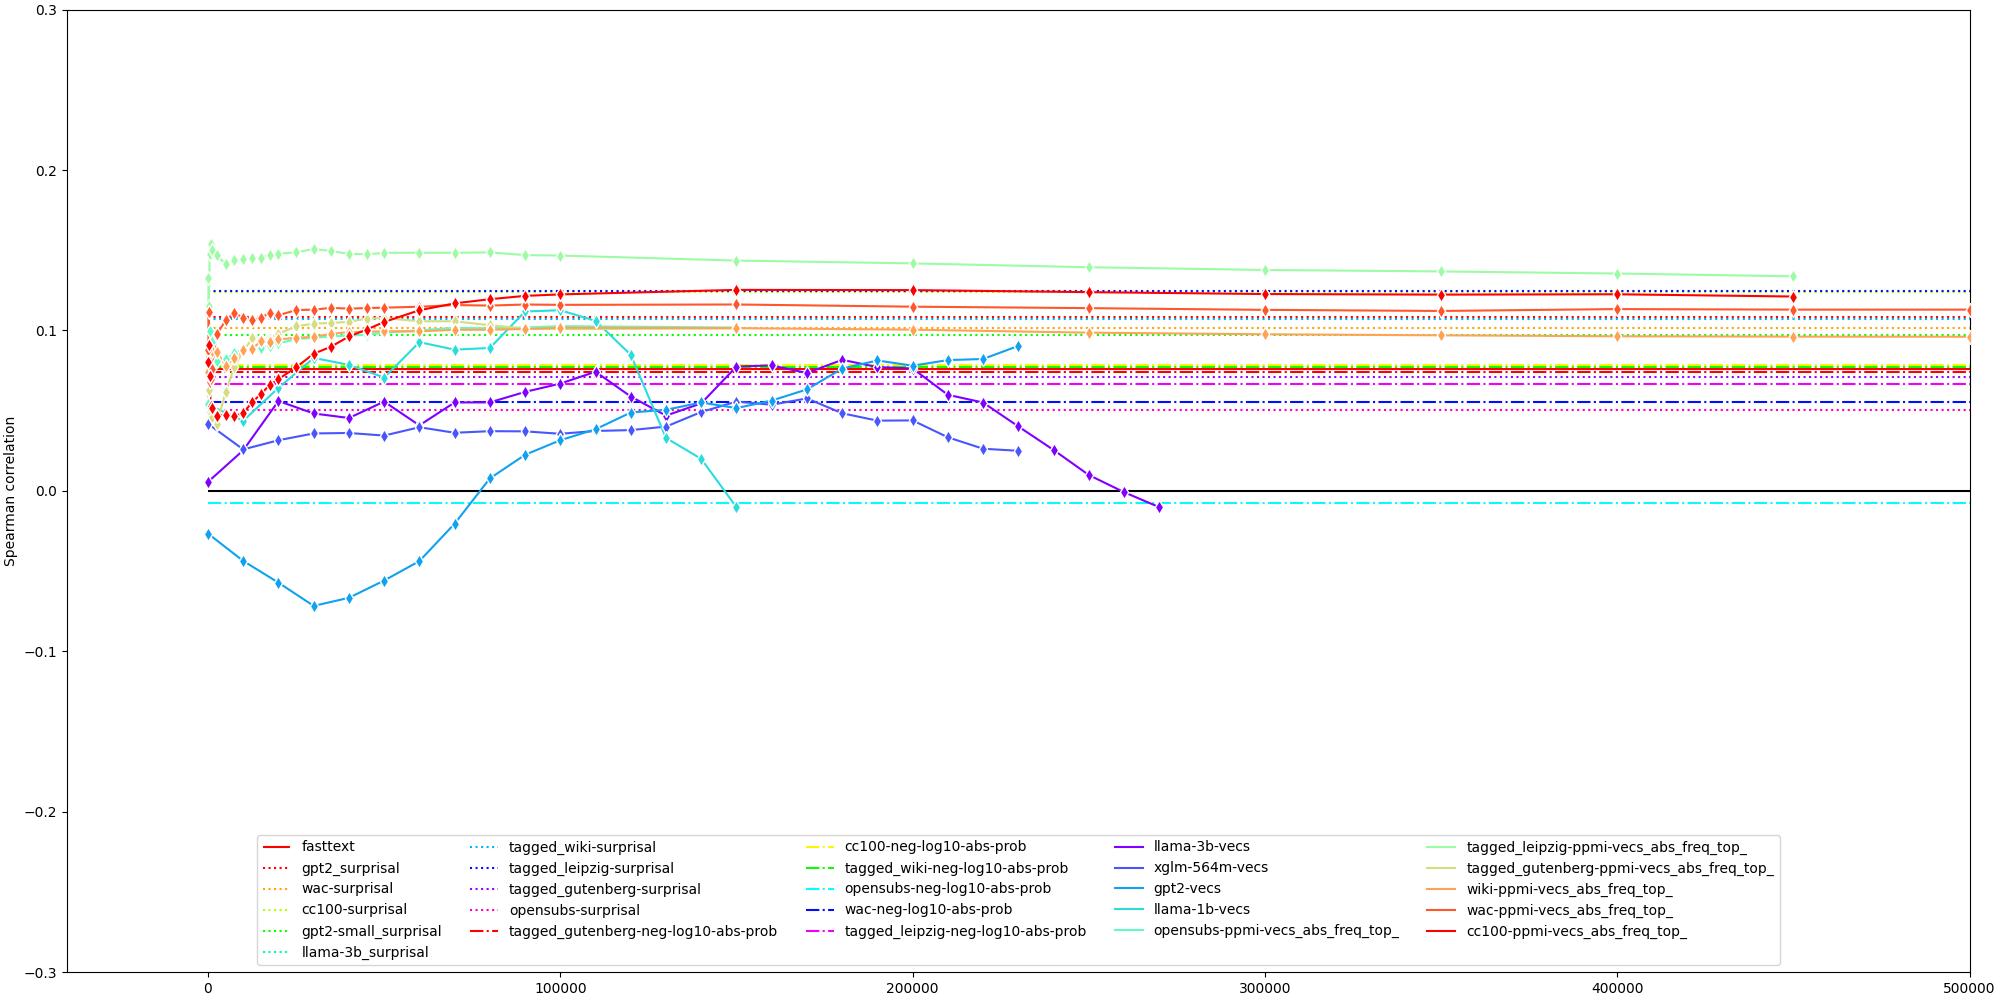 0.3
0.2
0.1
0.0
−0.1
−0.2
−0.3
Spearman correlation
fasttext
gpt2_surprisal
wac-surprisal
cc100-surprisal
gpt2-small_surprisal
llama-3b_surprisal
tagged_wiki-surprisal
tagged_leipzig-surprisal
tagged_gutenberg-surprisal
opensubs-surprisal
tagged_gutenberg-neg-log10-abs-prob
cc100-neg-log10-abs-prob
tagged_wiki-neg-log10-abs-prob
opensubs-neg-log10-abs-prob
wac-neg-log10-abs-prob
tagged_leipzig-neg-log10-abs-prob
llama-3b-vecs
xglm-564m-vecs
gpt2-vecs
llama-1b-vecs
opensubs-ppmi-vecs_abs_freq_top_
tagged_leipzig-ppmi-vecs_abs_freq_top_
tagged_gutenberg-ppmi-vecs_abs_freq_top_
wiki-ppmi-vecs_abs_freq_top_
wac-ppmi-vecs_abs_freq_top_
cc100-ppmi-vecs_abs_freq_top_
0 100000 200000 300000 400000 500000